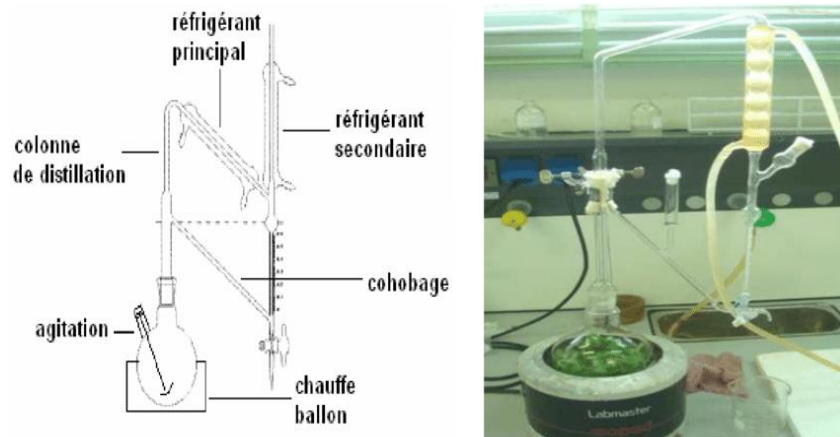 réfrigérant
principal
colonne
de distillation
réfrigérant
secondaire
cohobage
agitation
chauffe
ballon
Labmaster